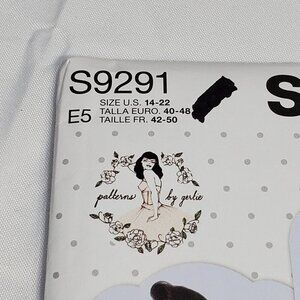 S9291
SIZE U.S. 14-22
E5 TALLA EURO. 40-48
TAILLE FR. 42-50
S
patterns by gertie